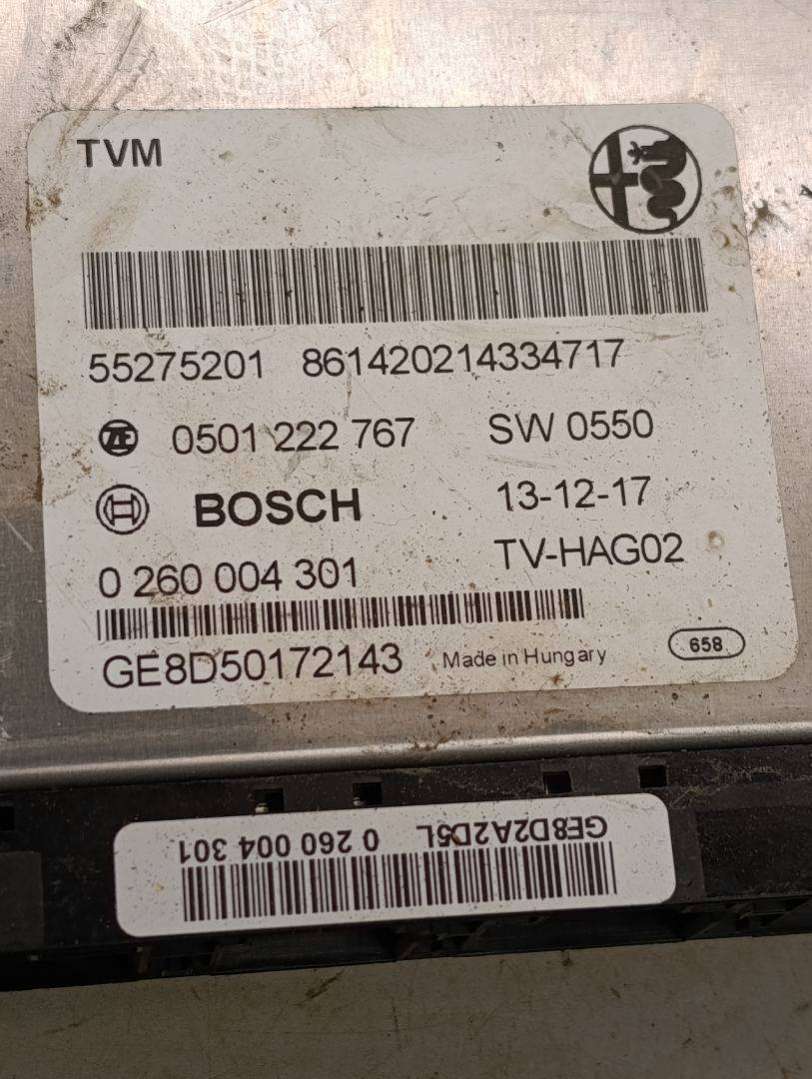 TVM
55275201 861420214334717
ZF 0501 222 767 SW 0550
BOSCH 13-12-17
0 260 004 301 TV-HAG02
GE8D50172143 Made in Hungary 658
GE8D2A2D5L 0 260 004 301